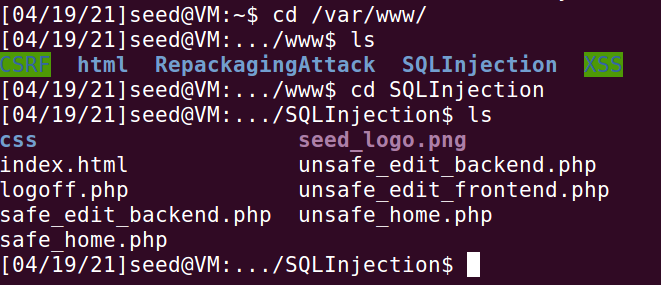 [04/19/21]seed@VM:~$ cd /var/www/
[04/19/21]seed@VM:.../www$ ls
CSRF  html  RepackagingAttack  SQLInjection  XSS
[04/19/21]seed@VM:.../www$ cd SQLInjection
[04/19/21]seed@VM:.../SQLInjection$ ls
css                    seed_logo.png
index.html             unsafe_edit_backend.php
logoff.php             unsafe_edit_frontend.php
safe_edit_backend.php  unsafe_home.php
safe_home.php
[04/19/21]seed@VM:.../SQLInjection$